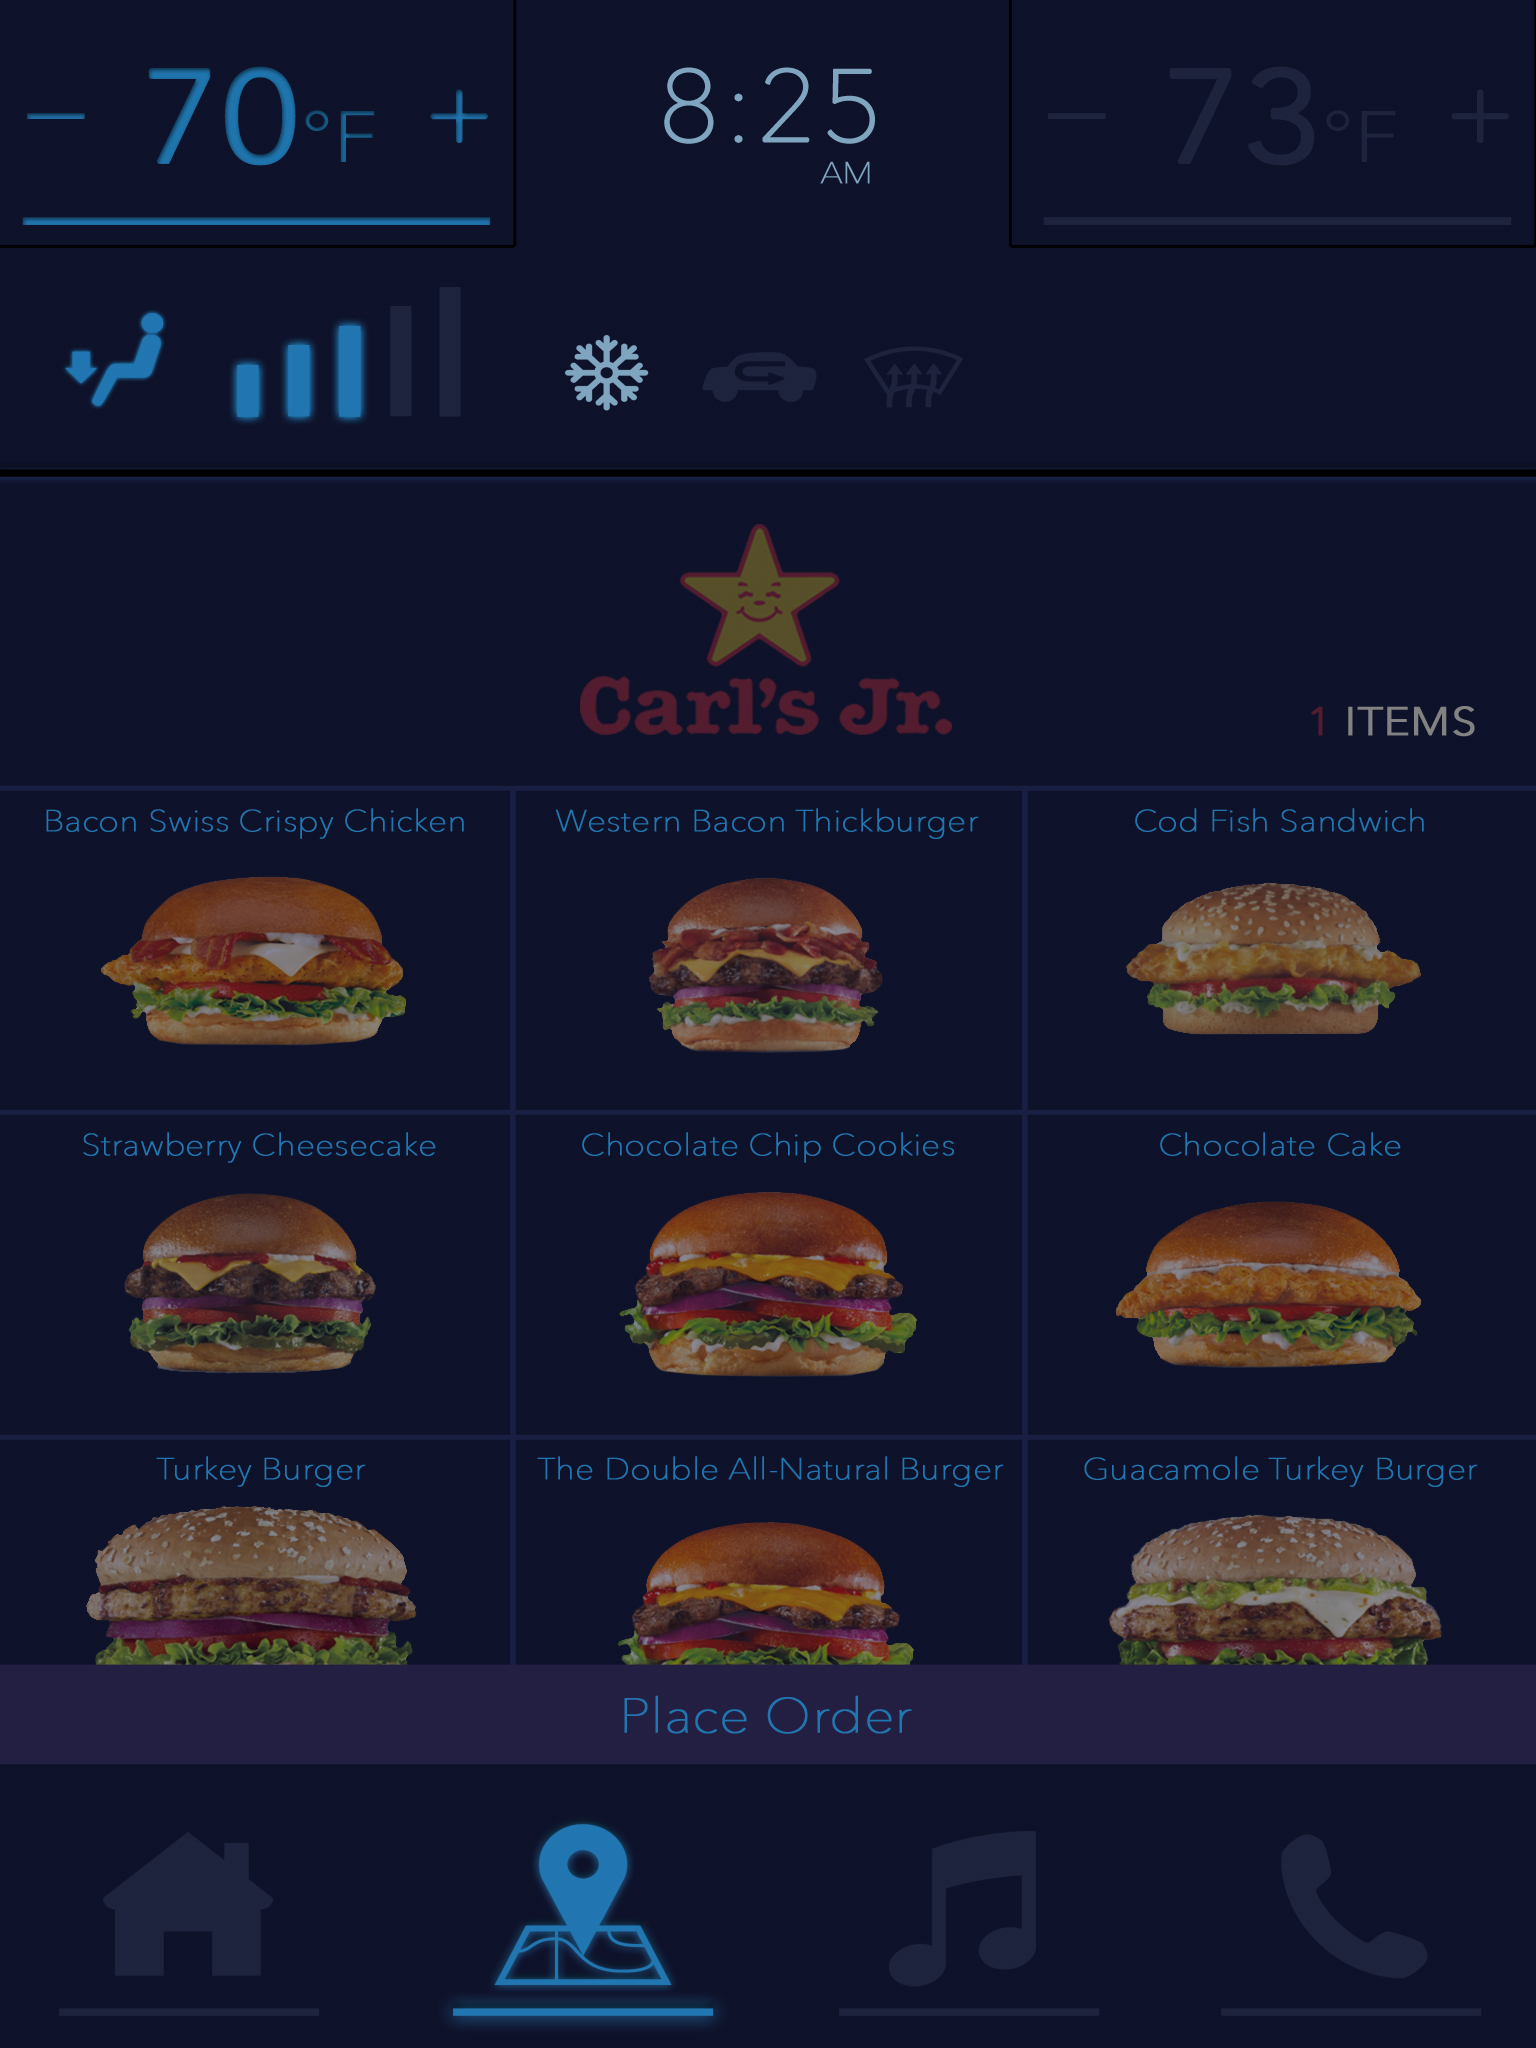 − 70°F +
8:25
AM
− 73°F +
Carl's Jr.
1 ITEMS
Bacon Swiss Crispy Chicken
Western Bacon Thickburger
Cod Fish Sandwich
Strawberry Cheesecake
Chocolate Chip Cookies
Chocolate Cake
Turkey Burger
The Double All-Natural Burger
Guacamole Turkey Burger
Place Order